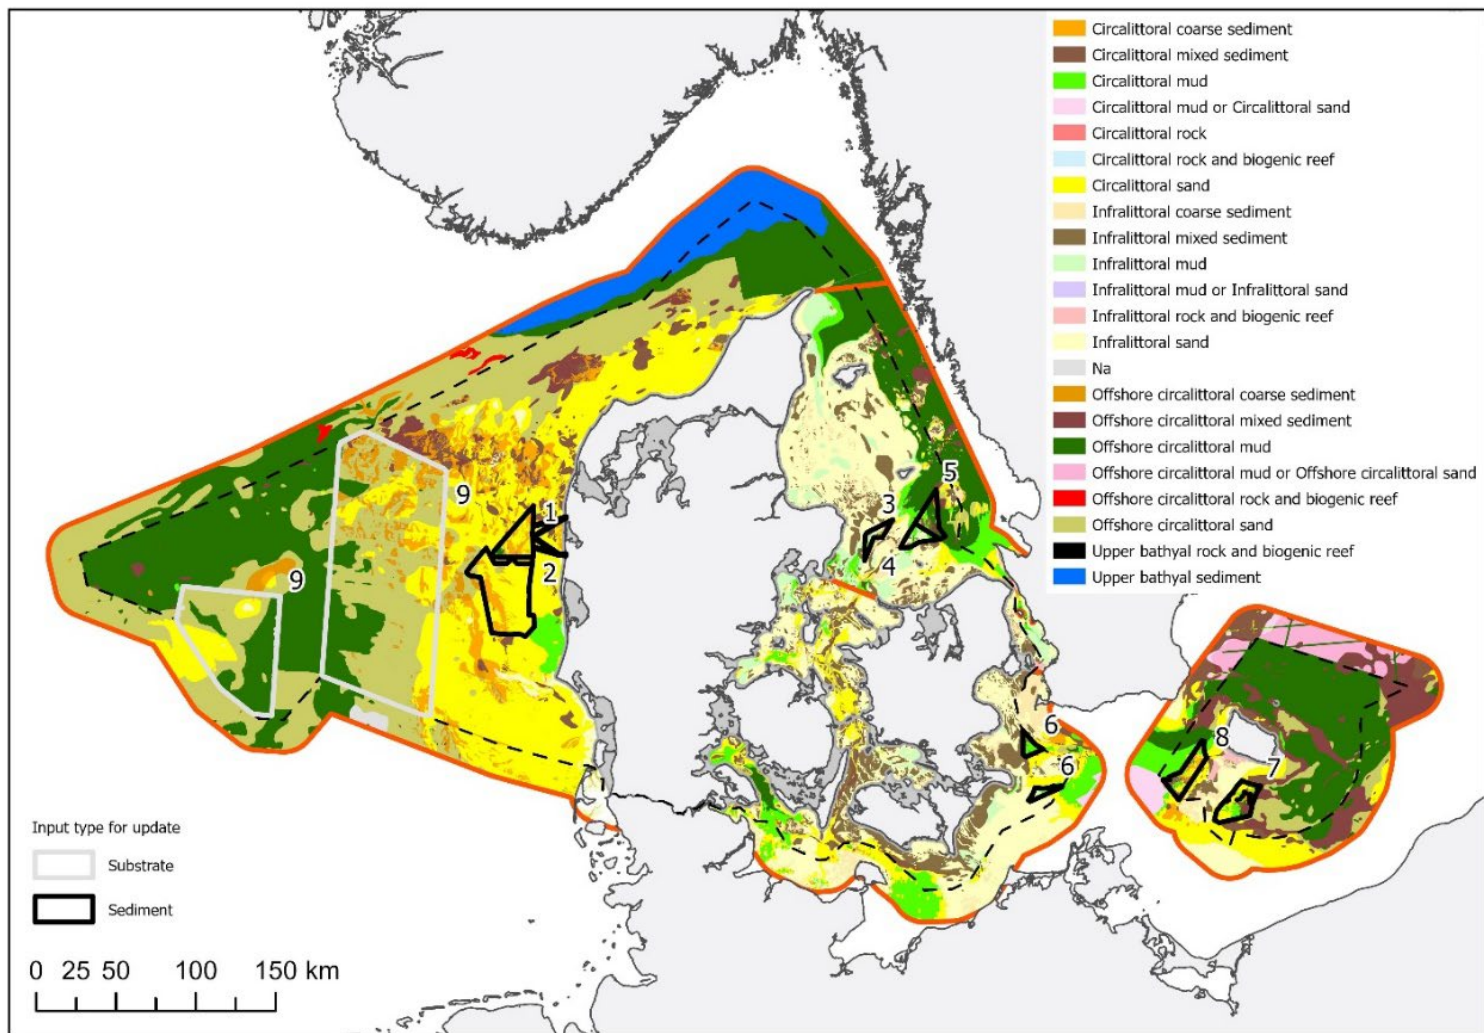 Circalittoral coarse sediment
Circalittoral mixed sediment
Circalittoral mud
Circalittoral mud or Circalittoral sand
Circalittoral rock
Circalittoral rock and biogenic reef
Circalittoral sand
Infralittoral coarse sediment
Infralittoral mixed sediment
Infralittoral mud
Infralittoral mud or Infralittoral sand
Infralittoral rock and biogenic reef
Infralittoral sand
Na
Offshore circalittoral coarse sediment
Offshore circalittoral mixed sediment
Offshore circalittoral mud
Offshore circalittoral mud or Offshore circalittoral sand
Offshore circalittoral rock and biogenic reef
Offshore circalittoral sand
Upper bathyal rock and biogenic reef
Upper bathyal sediment
5
9
1
3
4
9
2
6
8
6
7
Input type for update
Substrate
Sediment
0 25 50 100 150 km